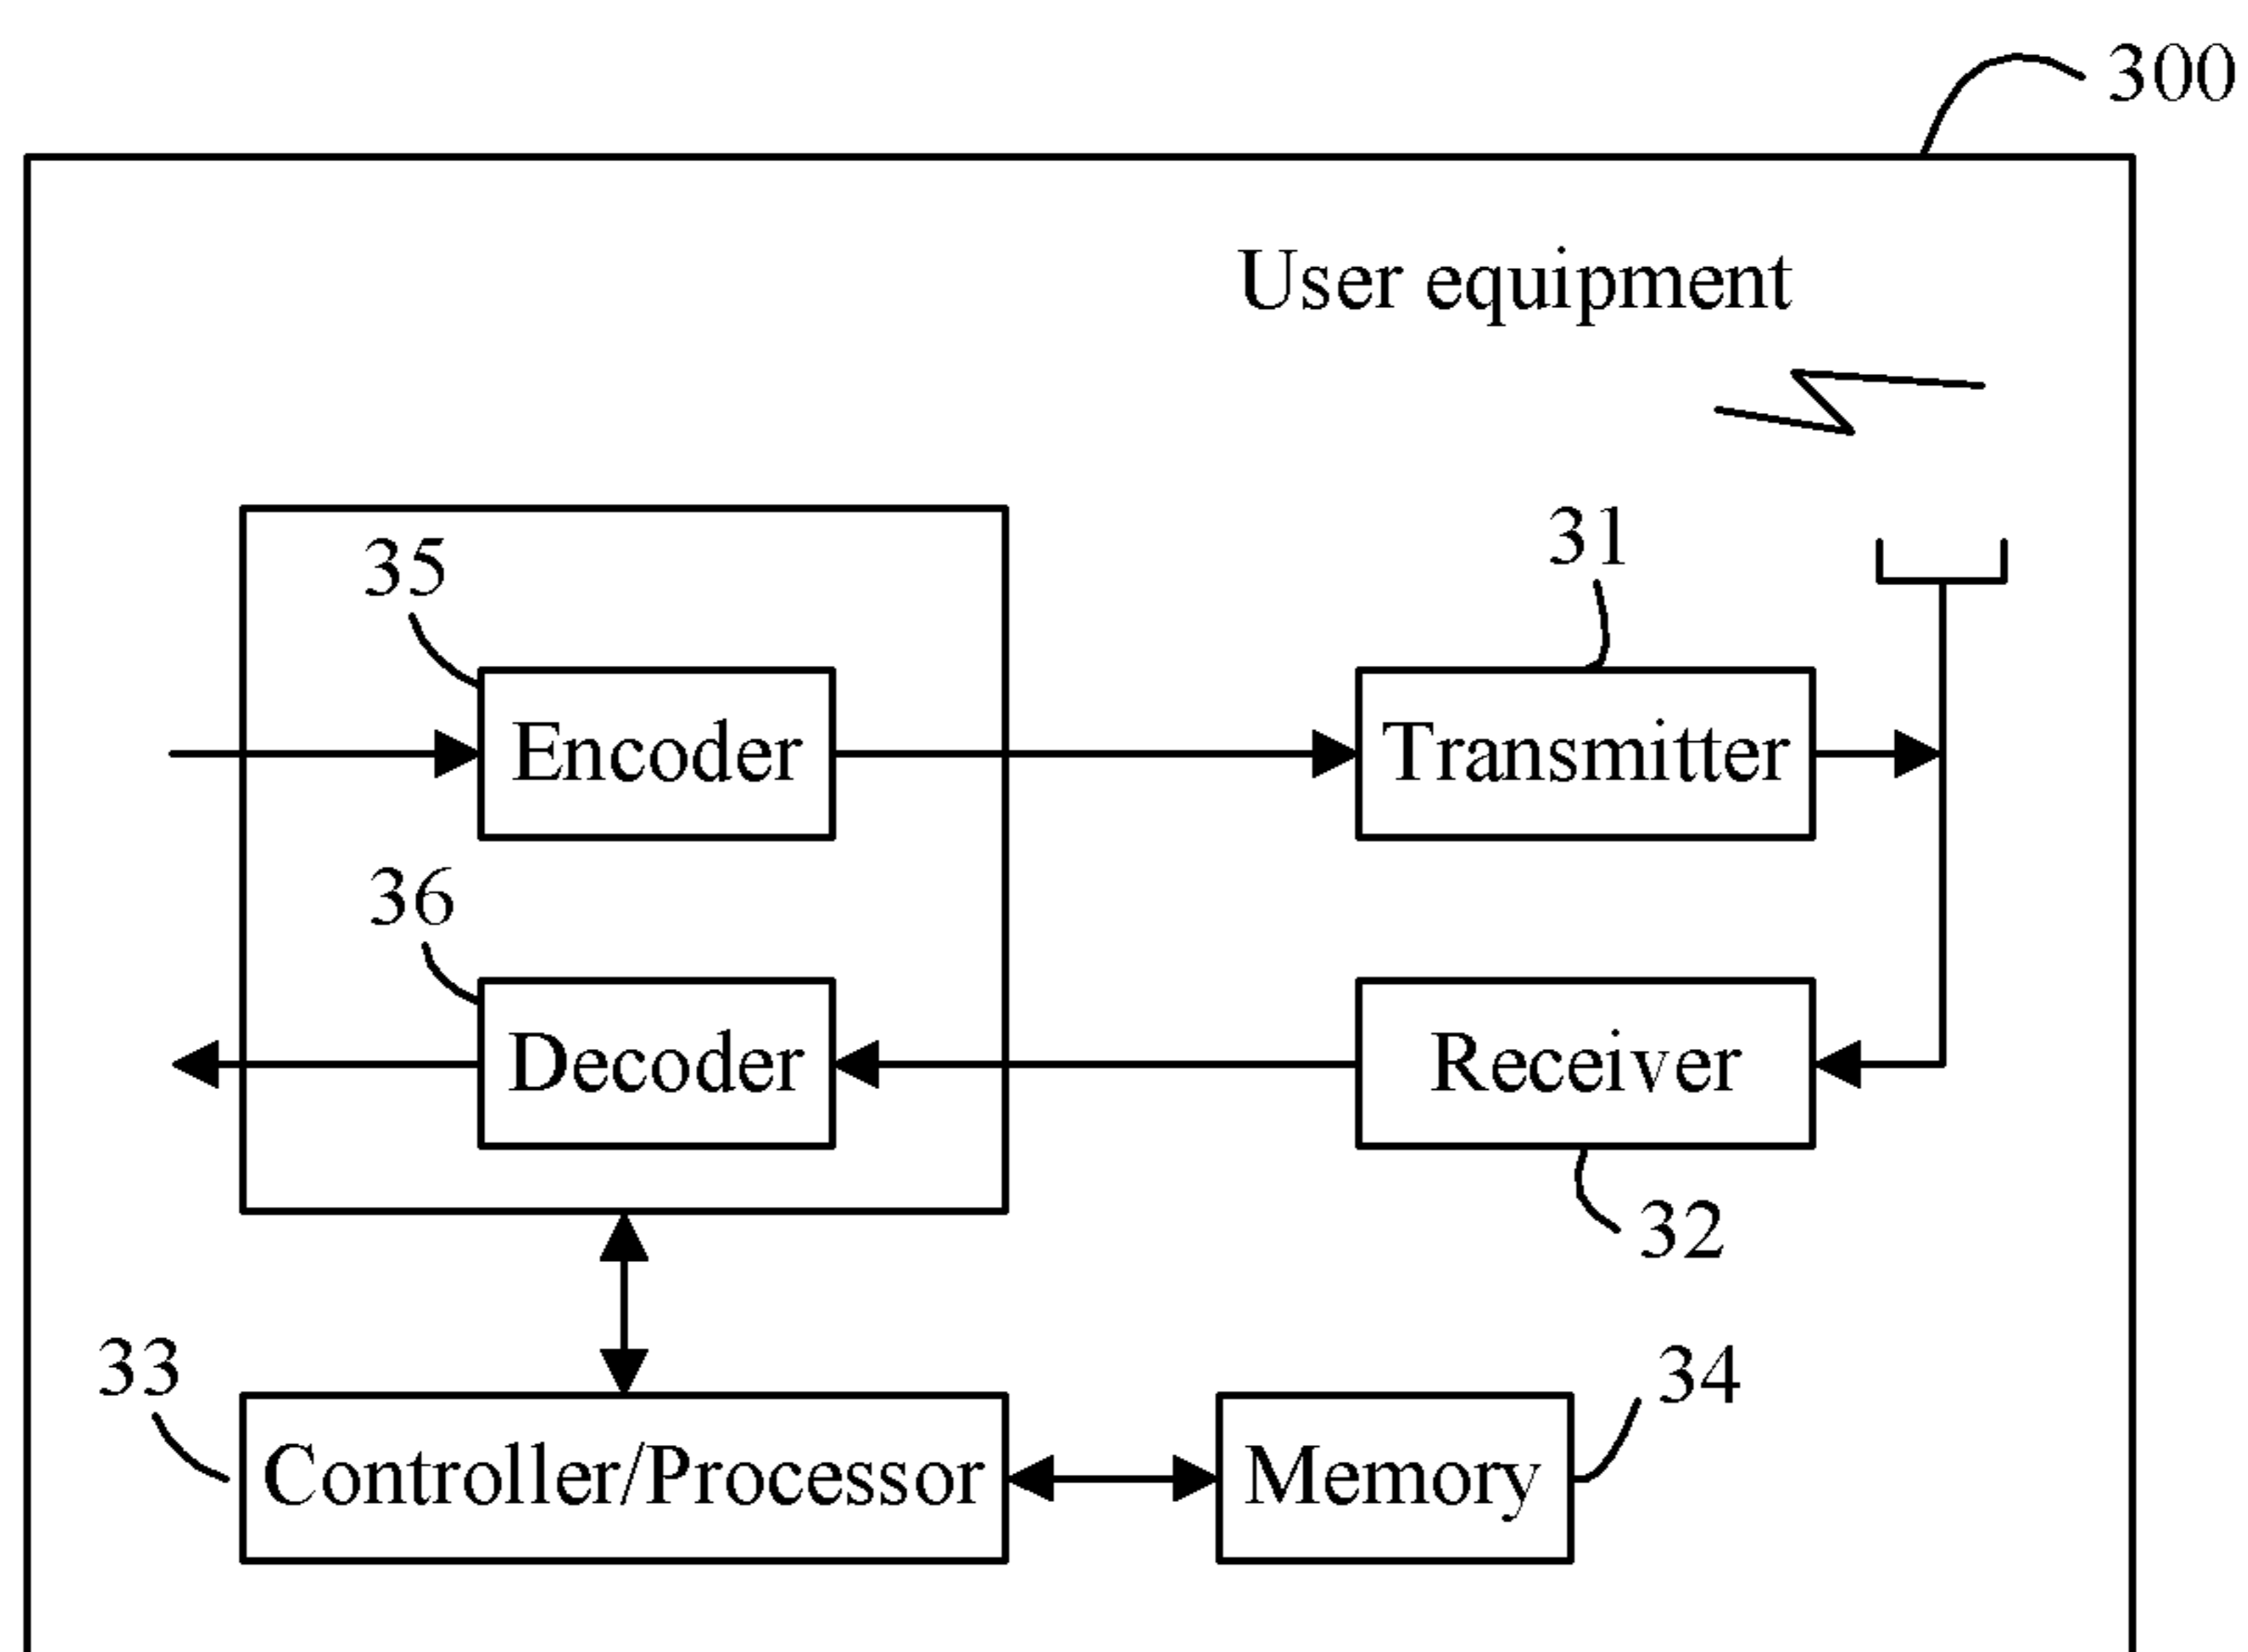 300
User equipment
35
31
Encoder
Transmitter
36
Decoder
Receiver
32
33
34
Controller/Processor
Memory